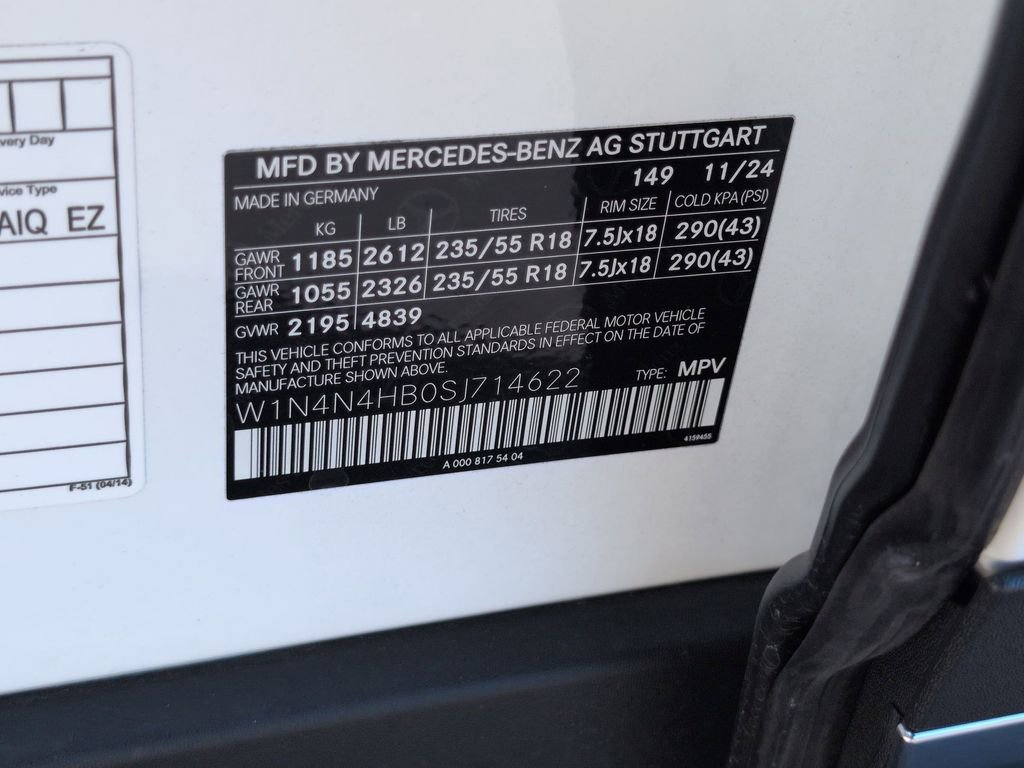 very Day
vice Type
AIQ EZ
F-51 (04/14)
MFD BY MERCEDES-BENZ AG STUTTGART
MADE IN GERMANY 149 11/24
KG LB TIRES RIM SIZE COLD KPA (PSI)
GAWR FRONT 1185 2612 235/55 R18 7.5Jx18 290(43)
GAWR REAR 1055 2326 235/55 R18 7.5Jx18 290(43)
GVWR 2195 4839
THIS VEHICLE CONFORMS TO ALL APPLICABLE FEDERAL MOTOR VEHICLE
SAFETY AND THEFT PREVENTION STANDARDS IN EFFECT ON THE DATE OF
MANUFACTURE SHOWN ABOVE.
W1N4N4HB0SJ714622 TYPE: MPV
4159455
A 000 817 54 04